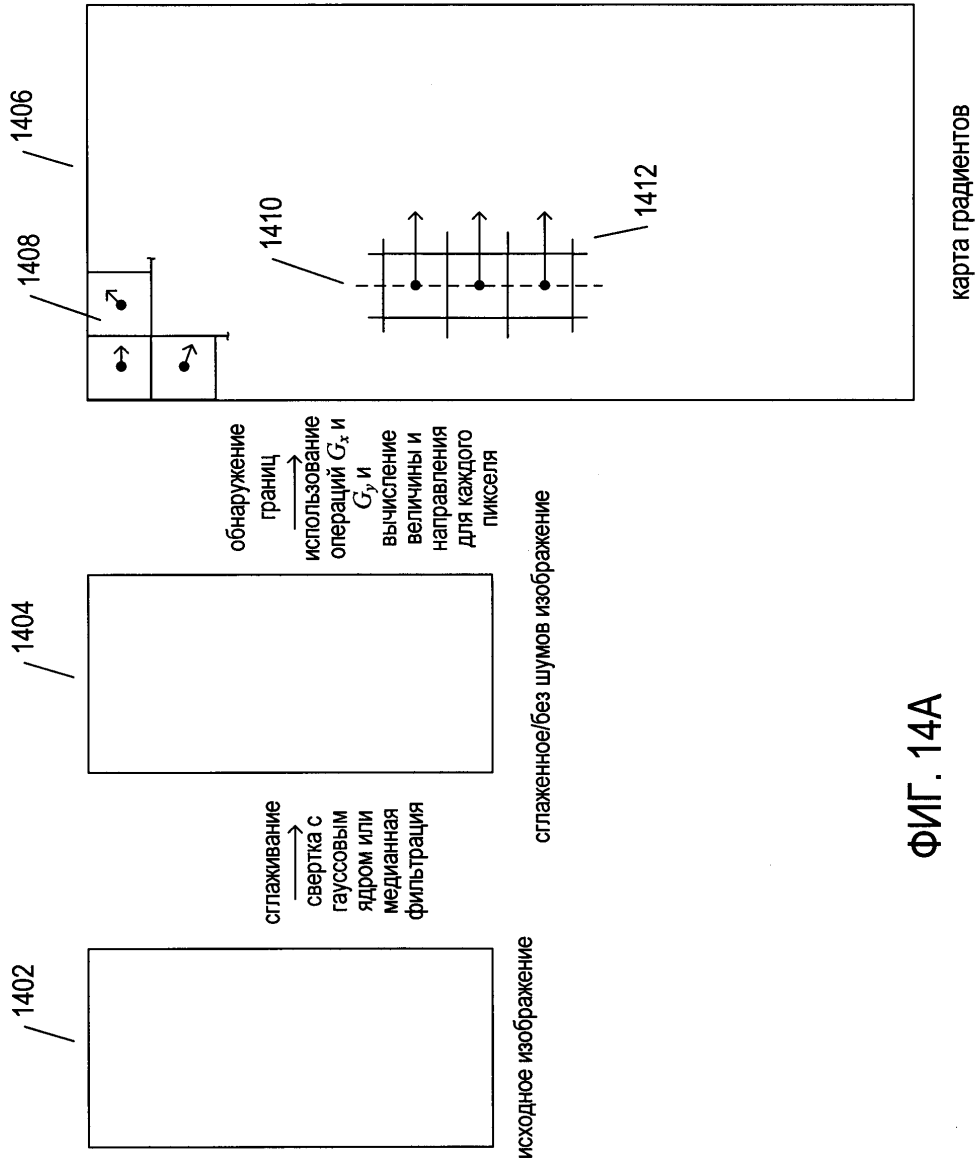 1402
исходное изображение
сглаживание
свертка с
гауссовым
ядром или
медианная
фильтрация
1404
сглаженное/без шумов изображение
обнаружение
границ
использование
операций Gx и
Gy и
вычисление
величины и
направления
для каждого
пикселя
1406
1408
1410
1412
карта градиентов
ФИГ. 14А